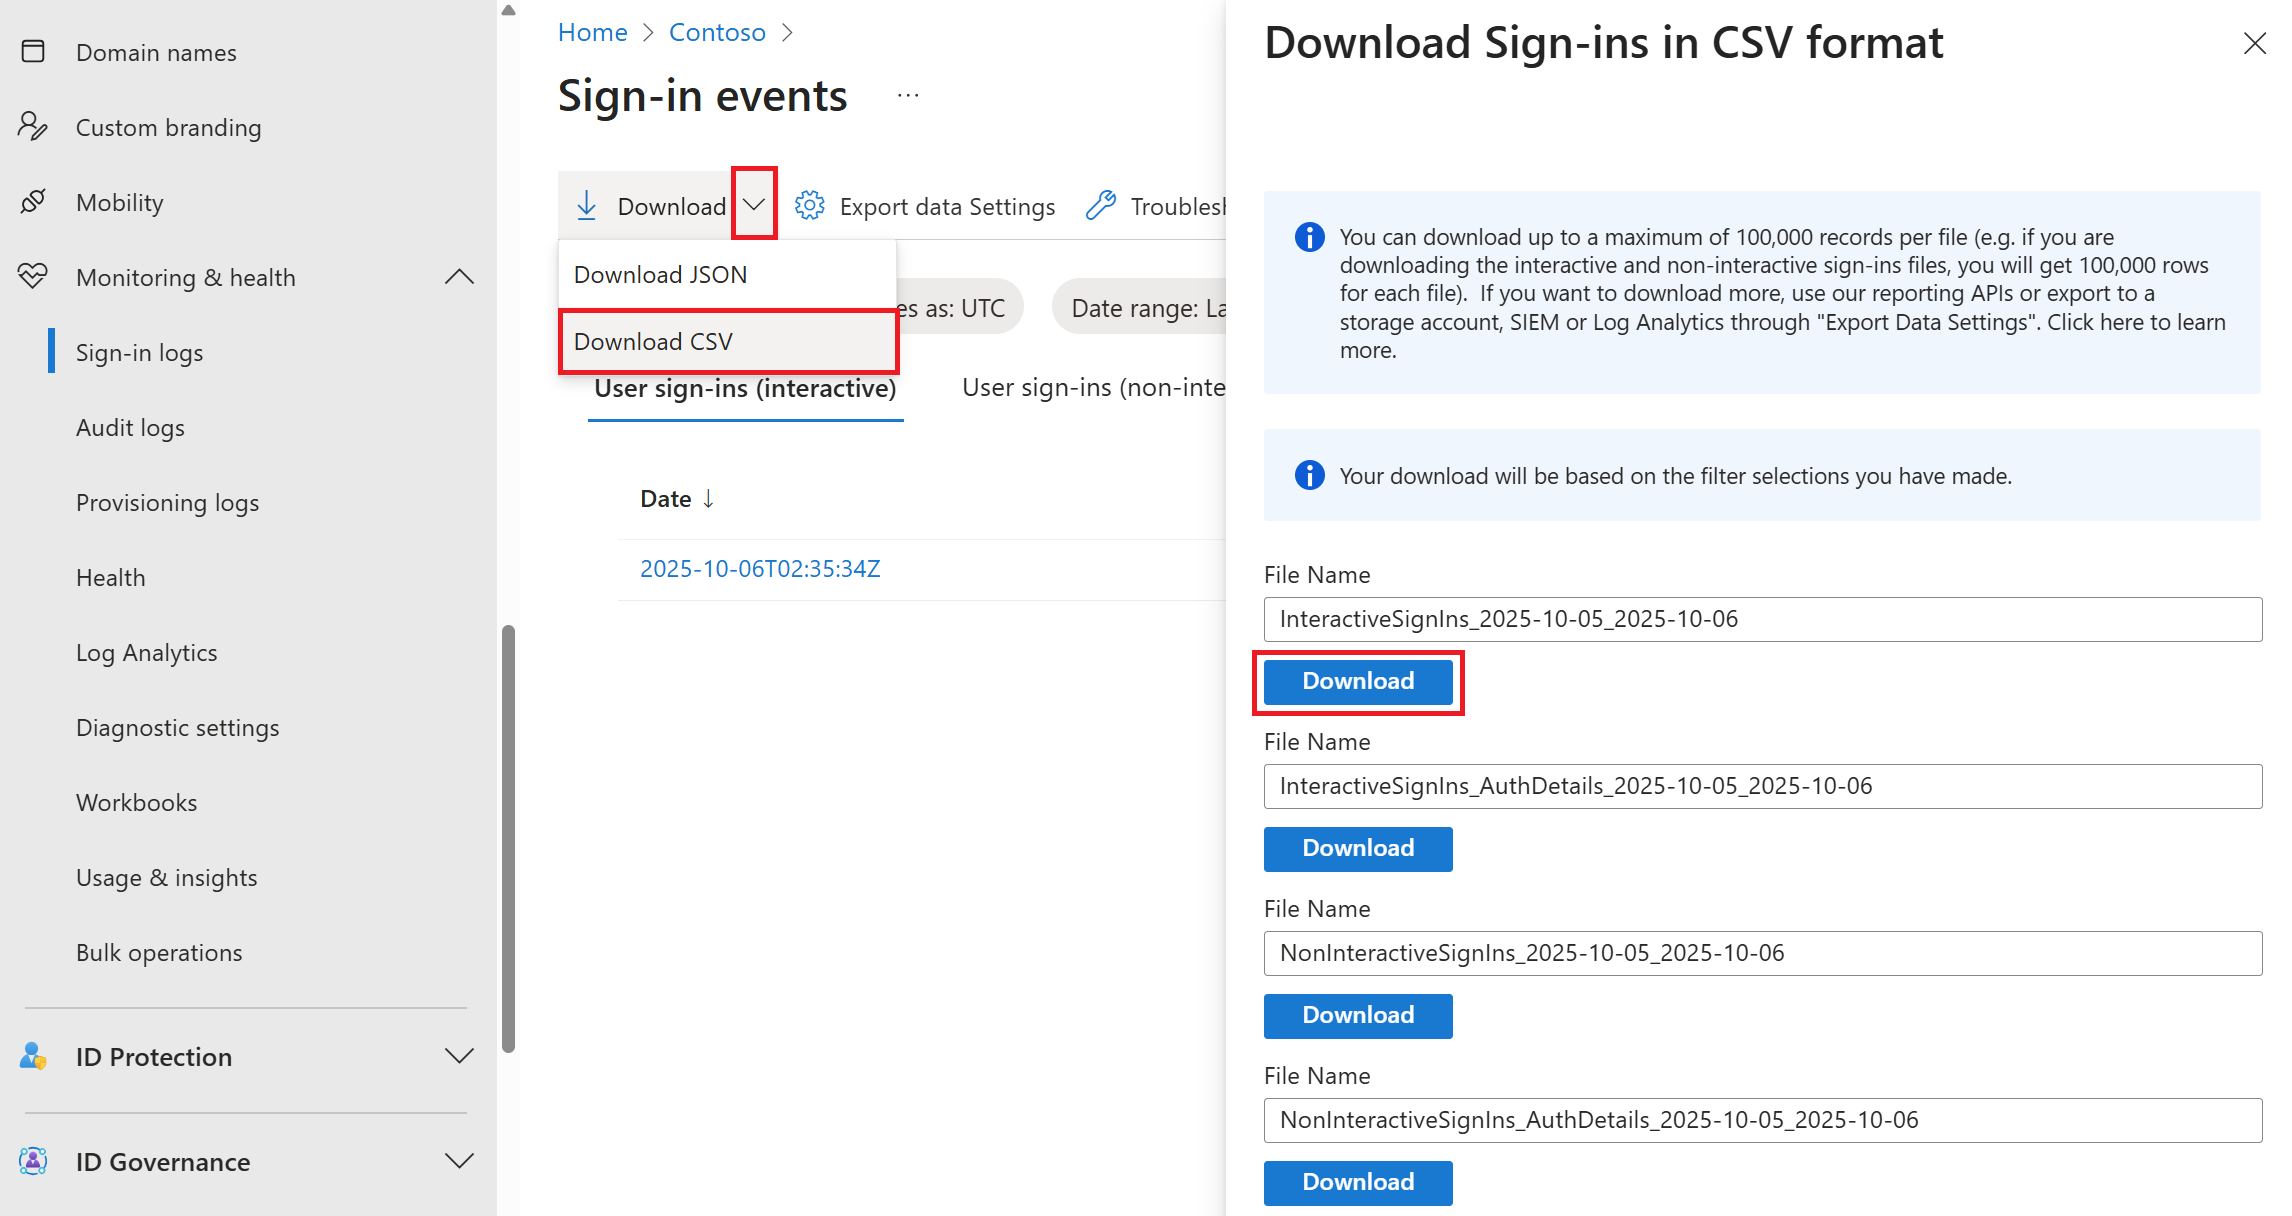 Domain names
Custom branding
Mobility
Monitoring & health
Sign-in logs
Audit logs
Provisioning logs
Health
Log Analytics
Diagnostic settings
Workbooks
Usage & insights
Bulk operations
ID Protection
ID Governance
Home > Contoso >
Sign-in events ...
Download
Export data Settings
Troublesh
Download JSON
Download CSV
es as: UTC
Date range: La
User sign-ins (interactive)
User sign-ins (non-inte
Date ↓
2025-10-06T02:35:34Z
Download Sign-ins in CSV format
You can download up to a maximum of 100,000 records per file (e.g. if you are
downloading the interactive and non-interactive sign-ins files, you will get 100,000 rows
for each file).  If you want to download more, use our reporting APIs or export to a
storage account, SIEM or Log Analytics through "Export Data Settings". Click here to learn
more.
Your download will be based on the filter selections you have made.
File Name
InteractiveSignIns_2025-10-05_2025-10-06
Download
File Name
InteractiveSignIns_AuthDetails_2025-10-05_2025-10-06
Download
File Name
NonInteractiveSignIns_2025-10-05_2025-10-06
Download
File Name
NonInteractiveSignIns_AuthDetails_2025-10-05_2025-10-06
Download